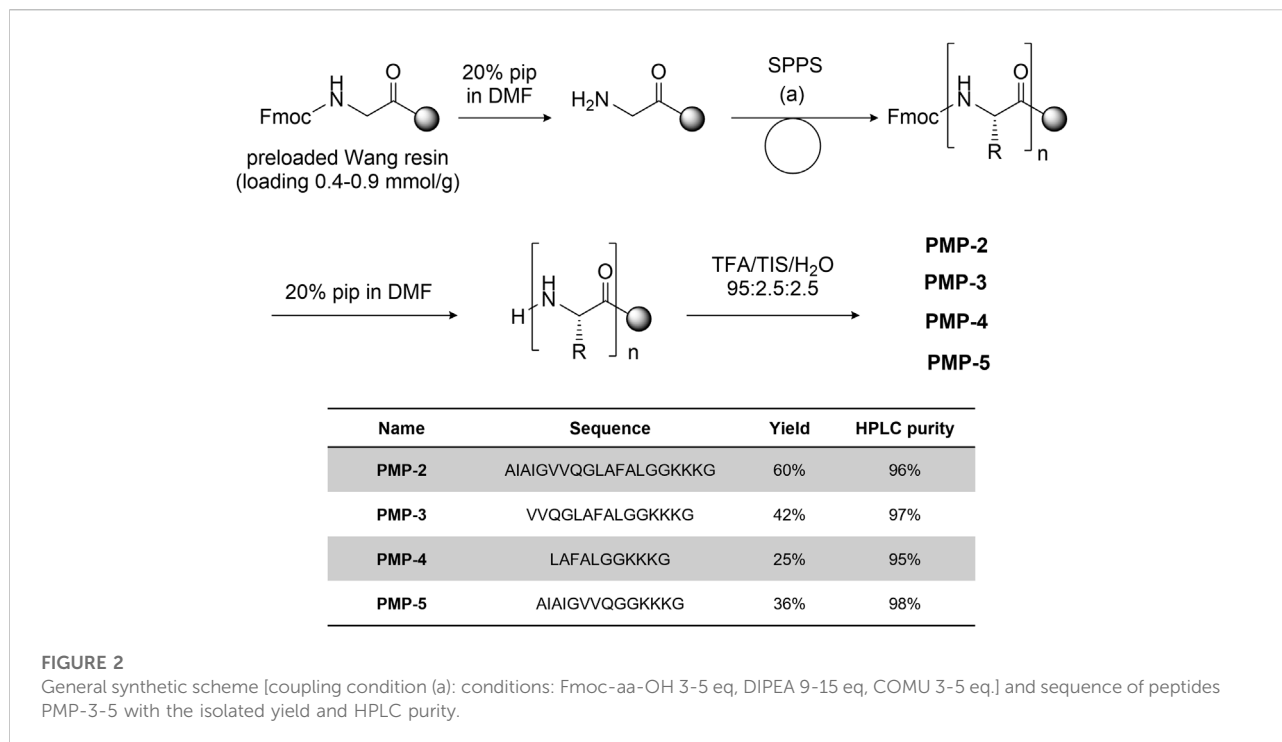 O
H
N
Fmoc
preloaded Wang resin
(loading 0.4-0.9 mmol/g)
20% pip
in DMF
O
H2N
SPPS
(a)
H
N
O
Fmoc
R
n
20% pip in DMF
H
N
O
H
R
n
TFA/TIS/H2O
95:2.5:2.5
PMP-2
PMP-3
PMP-4
PMP-5
Name Sequence Yield HPLC purity
PMP-2 AIAIGVVQGLAFALGGKKKG 60% 96%
PMP-3 VVQGLAFALGGKKKG 42% 97%
PMP-4 LAFALGGKKKG 25% 95%
PMP-5 AIAIGVVQGGKKKG 36% 98%
FIGURE 2
General synthetic scheme [coupling condition (a): conditions: Fmoc-aa-OH 3-5 eq, DIPEA 9-15 eq, COMU 3-5 eq.] and sequence of peptides
PMP-3-5 with the isolated yield and HPLC purity.